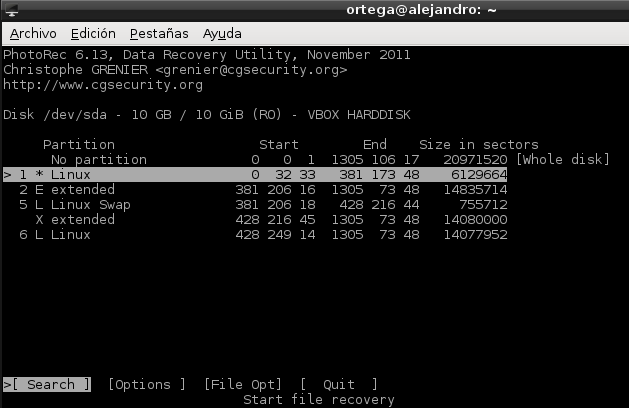 ortega@alejandro: ~
Archivo Edición Pestañas Ayuda
PhotoRec 6.13, Data Recovery Utility, November 2011
Christophe GRENIER <grenier@cgsecurity.org>
http://www.cgsecurity.org
Disk /dev/sda - 10 GB / 10 GiB (RO) - VBOX HARDDISK
Partition Start End Size in sectors
No partition 0 0 1 1305 106 17 20971520 [Whole disk]
> 1 * Linux 0 32 33 381 173 48 6129664
2 E extended 381 206 16 1305 73 48 14835714
5 L Linux Swap 381 206 18 428 216 44 755712
X extended 428 216 45 1305 73 48 14080000
6 L Linux 428 249 14 1305 73 48 14077952
>[ Search ] [Options ] [File Opt] [ Quit ]
Start file recovery